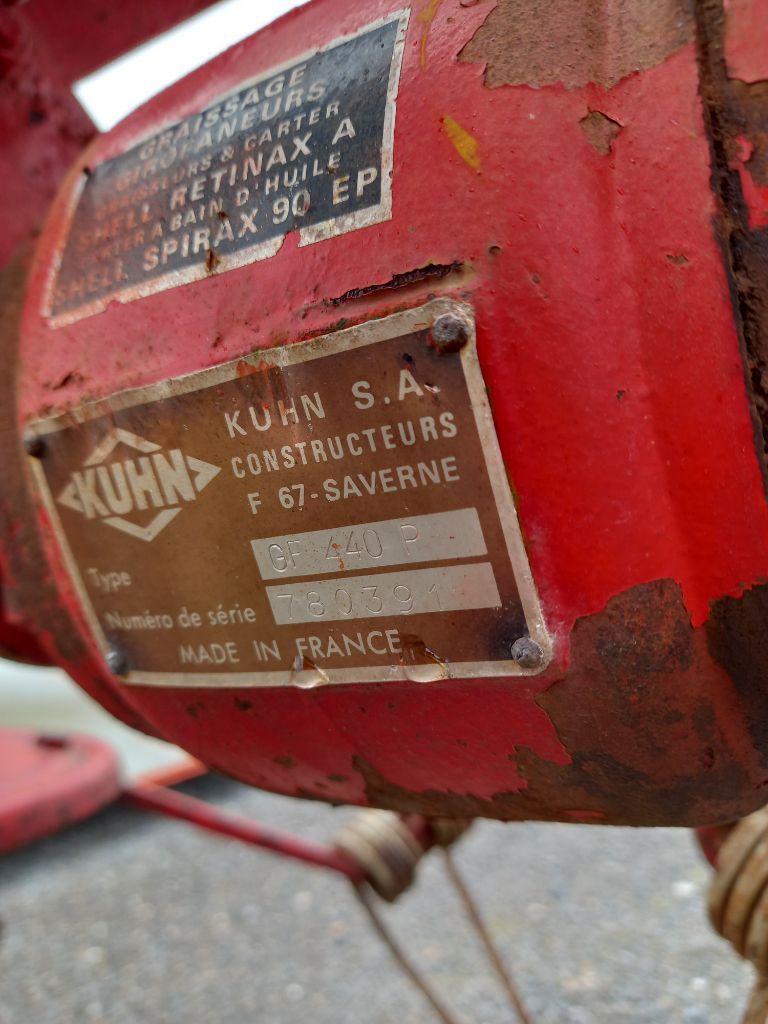 GRAISSAGE
GIROFANEURS
GRAISSEURS & CARTER
SHELL RETINAX A
CARTER A BAIN D'HUILE
SHELL SPIRAX 90 EP
KUHN
KUHN S.A.
CONSTRUCTEURS
F 67-SAVERNE
Type GF 440 P
Numéro de série 780391
MADE IN FRANCE